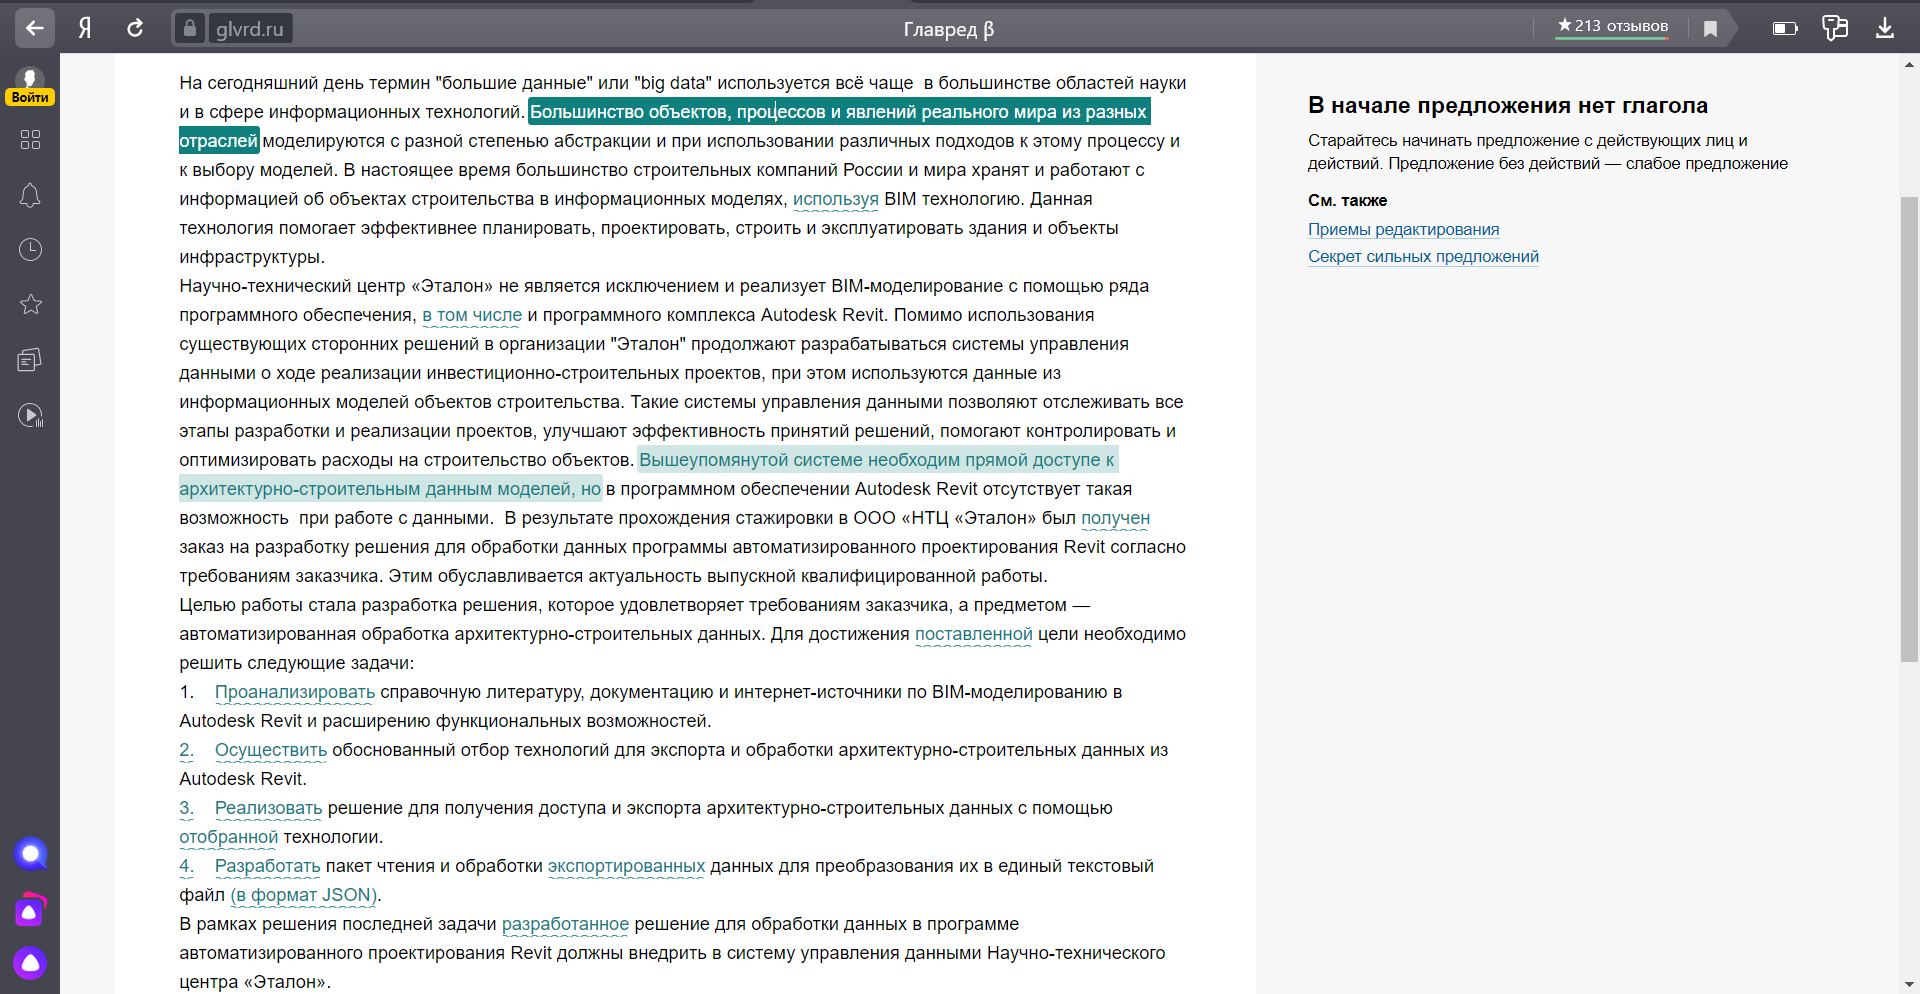 Я
glvrd.ru
Главред β
★213 отзывов
Войти
На сегодняшний день термин "большие данные" или "big data" используется всё чаще  в большинстве областей науки
и в сфере информационных технологий. Большинство объектов, процессов и явлений реального мира из разных
отраслей моделируются с разной степенью абстракции и при использовании различных подходов к этому процессу и
к выбору моделей. В настоящее время большинство строительных компаний России и мира хранят и работают с
информацией об объектах строительства в информационных моделях, используя BIM технологию. Данная
технология помогает эффективнее планировать, проектировать, строить и эксплуатировать здания и объекты
инфраструктуры.
Научно-технический центр «Эталон» не является исключением и реализует BIM-моделирование с помощью ряда
программного обеспечения, в том числе и программного комплекса Autodesk Revit. Помимо использования
существующих сторонних решений в организации "Эталон" продолжают разрабатываться системы управления
данными о ходе реализации инвестиционно-строительных проектов, при этом используются данные из
информационных моделей объектов строительства. Такие системы управления данными позволяют отслеживать все
этапы разработки и реализации проектов, улучшают эффективность принятий решений, помогают контролировать и
оптимизировать расходы на строительство объектов. Вышеупомянутой системе необходим прямой доступе к
архитектурно-строительным данным моделей, но в программном обеспечении Autodesk Revit отсутствует такая
возможность  при работе с данными.  В результате прохождения стажировки в ООО «НТЦ «Эталон» был получен
заказ на разработку решения для обработки данных программы автоматизированного проектирования Revit согласно
требованиям заказчика. Этим обуславливается актуальность выпускной квалифицированной работы.
Целью работы стала разработка решения, которое удовлетворяет требованиям заказчика, а предметом —
автоматизированная обработка архитектурно-строительных данных. Для достижения поставленной цели необходимо
решить следующие задачи:
1. Проанализировать справочную литературу, документацию и интернет-источники по BIM-моделированию в
Autodesk Revit и расширению функциональных возможностей.
2. Осуществить обоснованный отбор технологий для экспорта и обработки архитектурно-строительных данных из
Autodesk Revit.
3. Реализовать решение для получения доступа и экспорта архитектурно-строительных данных с помощью
отобранной технологии.
4. Разработать пакет чтения и обработки экспортированных данных для преобразования их в единый текстовый
файл (в формат JSON).
В рамках решения последней задачи разработанное решение для обработки данных в программе
автоматизированного проектирования Revit должны внедрить в систему управления данными Научно-технического
центра «Эталон».
В начале предложения нет глагола
Старайтесь начинать предложение с действующих лиц и
действий. Предложение без действий — слабое предложение
См. также
Приемы редактирования
Секрет сильных предложений